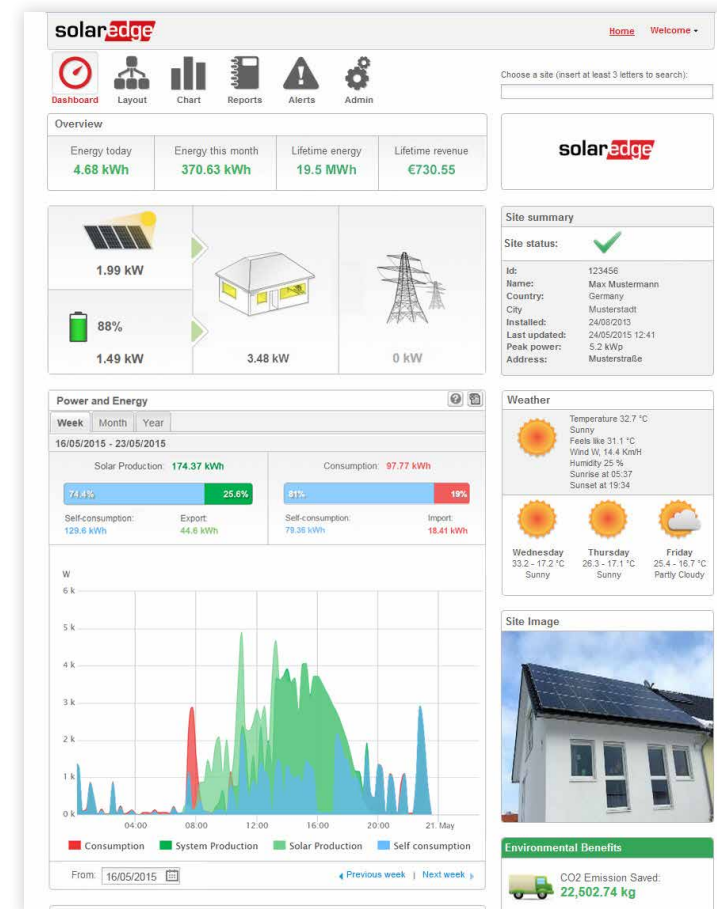 solaredge
Home Welcome
Dashboard Layout Chart Reports Alerts Admin
Choose a site (insert at least 3 letters to search):
Overview
Energy today
4.68 kWh
Energy this month
370.63 kWh
Lifetime energy
19.5 MWh
Lifetime revenue
€730.55
solaredge
1.99 kW
88%
1.49 kW
3.48 kW
0 kW
Site summary
Site status:
Id: 123456
Name: Max Mustermann
Country: Germany
City Musterstadt
Installed: 24/08/2013
Last updated: 24/05/2015 12:41
Peak power: 5.2 kWp
Address: Musterstraße
Power and Energy
Week Month Year
16/05/2015 - 23/05/2015
Solar Production: 174.37 kWh
74.4% 25.6%
Self-consumption: Export:
129.6 kWh 44.6 kWh
Consumption: 97.77 kWh
81% 19%
Self-consumption: Import:
79.36 kWh 18.41 kWh
W
6 k
5 k
4 k
3 k
2 k
1 k
0 k
04:00 08:00 12:00 16:00 20:00 21. May
Consumption System Production Solar Production Self consumption
From: 16/05/2015
Previous week | Next week
Weather
Temperature 32.7 °C
Sunny
Feels like 31.1 °C
Wind W, 14.4 Km/H
Humidity 25 %
Sunrise at 05:37
Sunset at 19:34
Wednesday
33.2 - 17.2 °C
Sunny
Thursday
26.3 - 17.1 °C
Sunny
Friday
25.4 - 16.7 °C
Partly Cloudy
Site Image
Environmental Benefits
CO2 Emission Saved:
22,502.74 kg